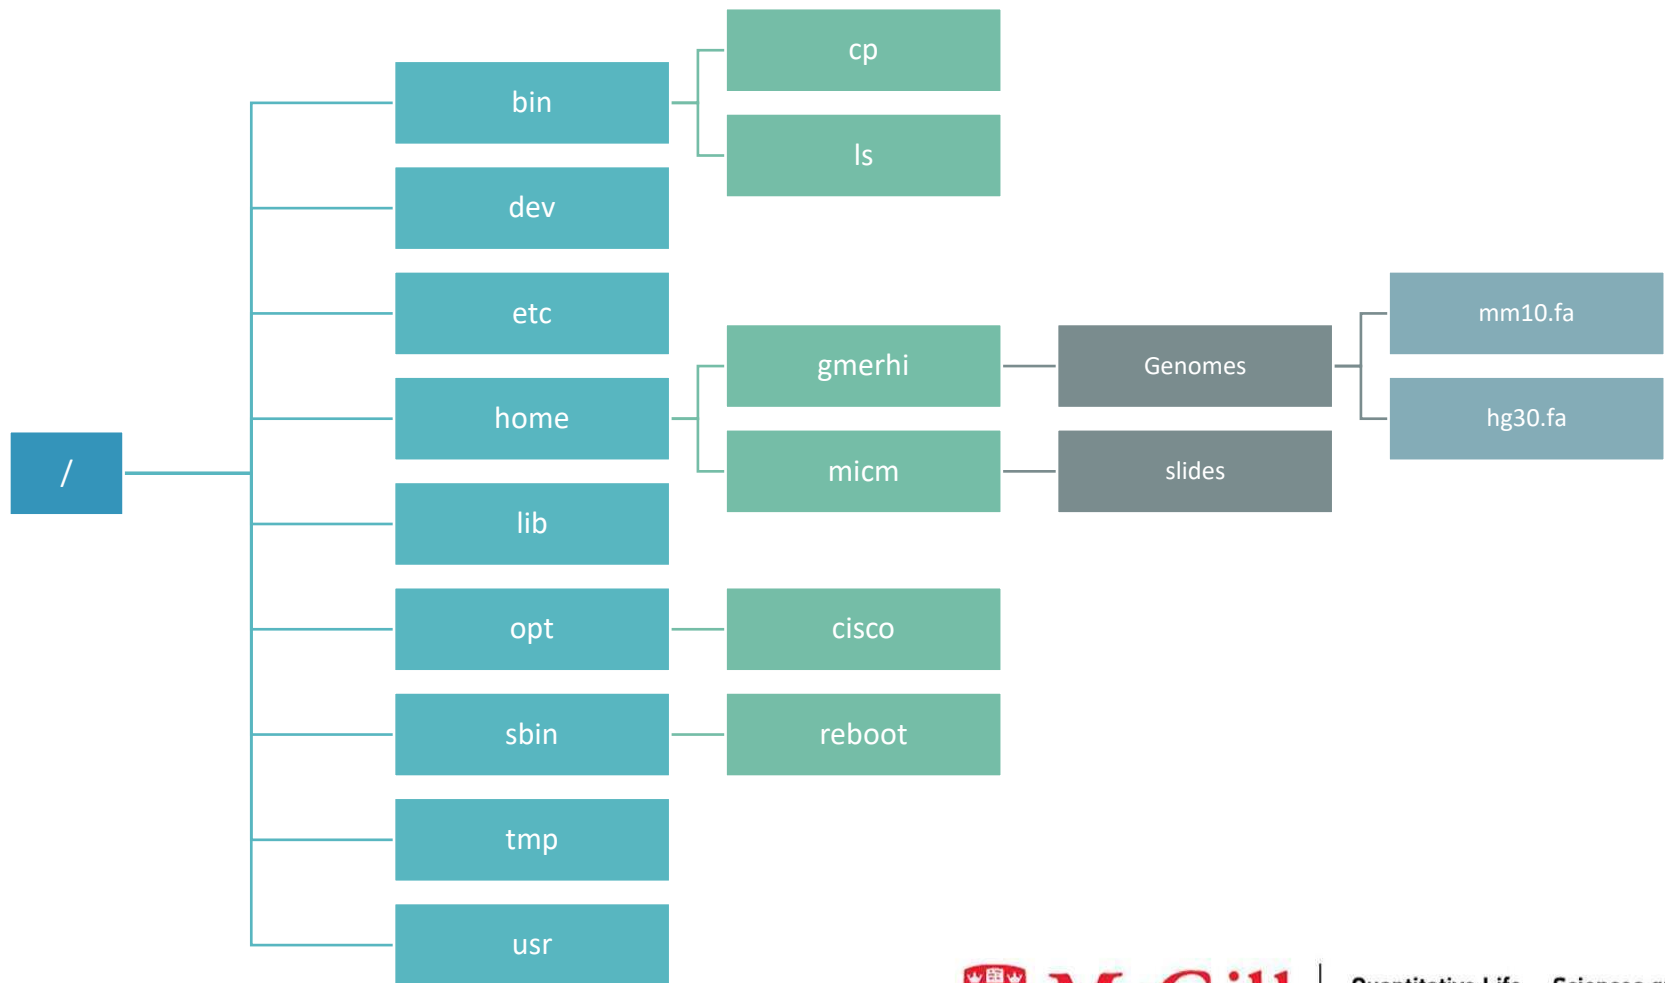 /
bin
cp
ls
dev
etc
home
gmerhi
Genomes
mm10.fa
hg30.fa
micm
slides
lib
opt
cisco
sbin
reboot
tmp
usr